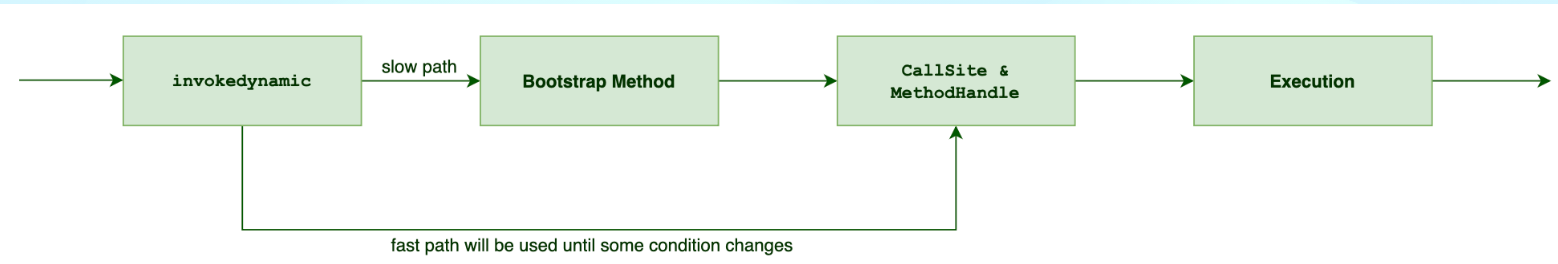 invokedynamic
slow path
Bootstrap Method
CallSite &
MethodHandle
Execution
fast path will be used until some condition changes